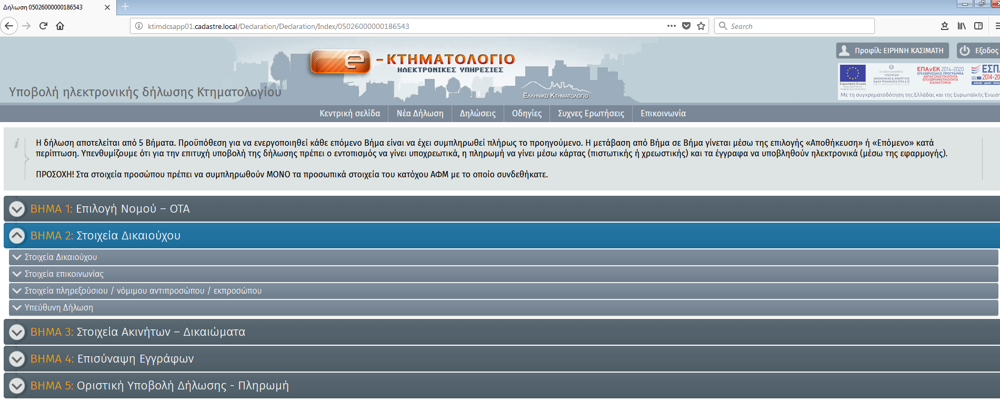 Δήλωση 05026000000186543
ktimdcsapp01.cadastre.local/Declaration/Declaration/Index/05026000000186543
Search
e - ΚΤΗΜΑΤΟΛΟΓΙΟ
ΗΛΕΚΤΡΟΝΙΚΕΣ ΥΠΗΡΕΣΙΕΣ
Προφίλ: ΕΙΡΗΝΗ ΚΑΣΙΜΑΤΗ
Εξοδος
Υποβολή ηλεκτρονικής δήλωσης Κτηματολογίου
ΕΛΛΗΝΙΚΟ ΚΤΗΜΑΤΟΛΟΓΙΟ
Ευρωπαϊκή Ένωση
ΕΠΑνΕΚ 2014-2020
ΕΠΙΧΕΙΡΗΣΙΑΚΟ ΠΡΟΓΡΑΜΜΑ
ΑΝΤΑΓΩΝΙΣΤΙΚΟΤΗΤΑ
ΕΠΙΧΕΙΡΗΜΑΤΙΚΟΤΗΤΑ
ΚΑΙΝΟΤΟΜΙΑ
ΕΣΠΑ
2014-20
Με τη συγχρηματοδότηση της Ελλάδας και της Ευρωπαϊκής Ένωσ
Κεντρική σελίδα
Νέα Δήλωση
Δηλώσεις
Οδηγίες
Συχνες Ερωτήσεις
Επικοινωνία
Η δήλωση αποτελείται από 5 Βήματα. Προϋπόθεση για να ενεργοποιηθεί κάθε επόμενο Βήμα είναι να έχει συμπληρωθεί πλήρως το προηγούμενο. Η μετάβαση από Βήμα σε Βήμα γίνεται μέσω της επιλογής «Αποθήκευση» ή «Επόμενο» κατά
περίπτωση. Υπενθυμίζουμε ότι για την επιτυχή υποβολή της δήλωσης πρέπει ο εντοπισμός να γίνει υποχρεωτικά, η πληρωμή να γίνει μέσω κάρτας (πιστωτικής ή χρεωστικής) και τα έγγραφα να υποβληθούν ηλεκτρονικά (μέσω της εφαρμογής).
ΠΡΟΣΟΧΗ! Στα στοιχεία προσώπου πρέπει να συμπληρωθούν ΜΟΝΟ τα προσωπικά στοιχεία του κατόχου ΑΦΜ με το οποίο συνδεθήκατε.
ΒΗΜΑ 1: Επιλογή Νομού – ΟΤΑ
ΒΗΜΑ 2: Στοιχεία Δικαιούχου
Στοιχεία Δικαιούχου
Στοιχεία επικοινωνίας
Στοιχεία πληρεξούσιου / νόμιμου αντιπροσώπου / εκπροσώπου
Υπεύθυνη Δήλωση
ΒΗΜΑ 3: Στοιχεία Ακινήτων – Δικαιώματα
ΒΗΜΑ 4: Επισύναψη Εγγράφων
ΒΗΜΑ 5: Οριστική Υποβολή Δήλωσης - Πληρωμή